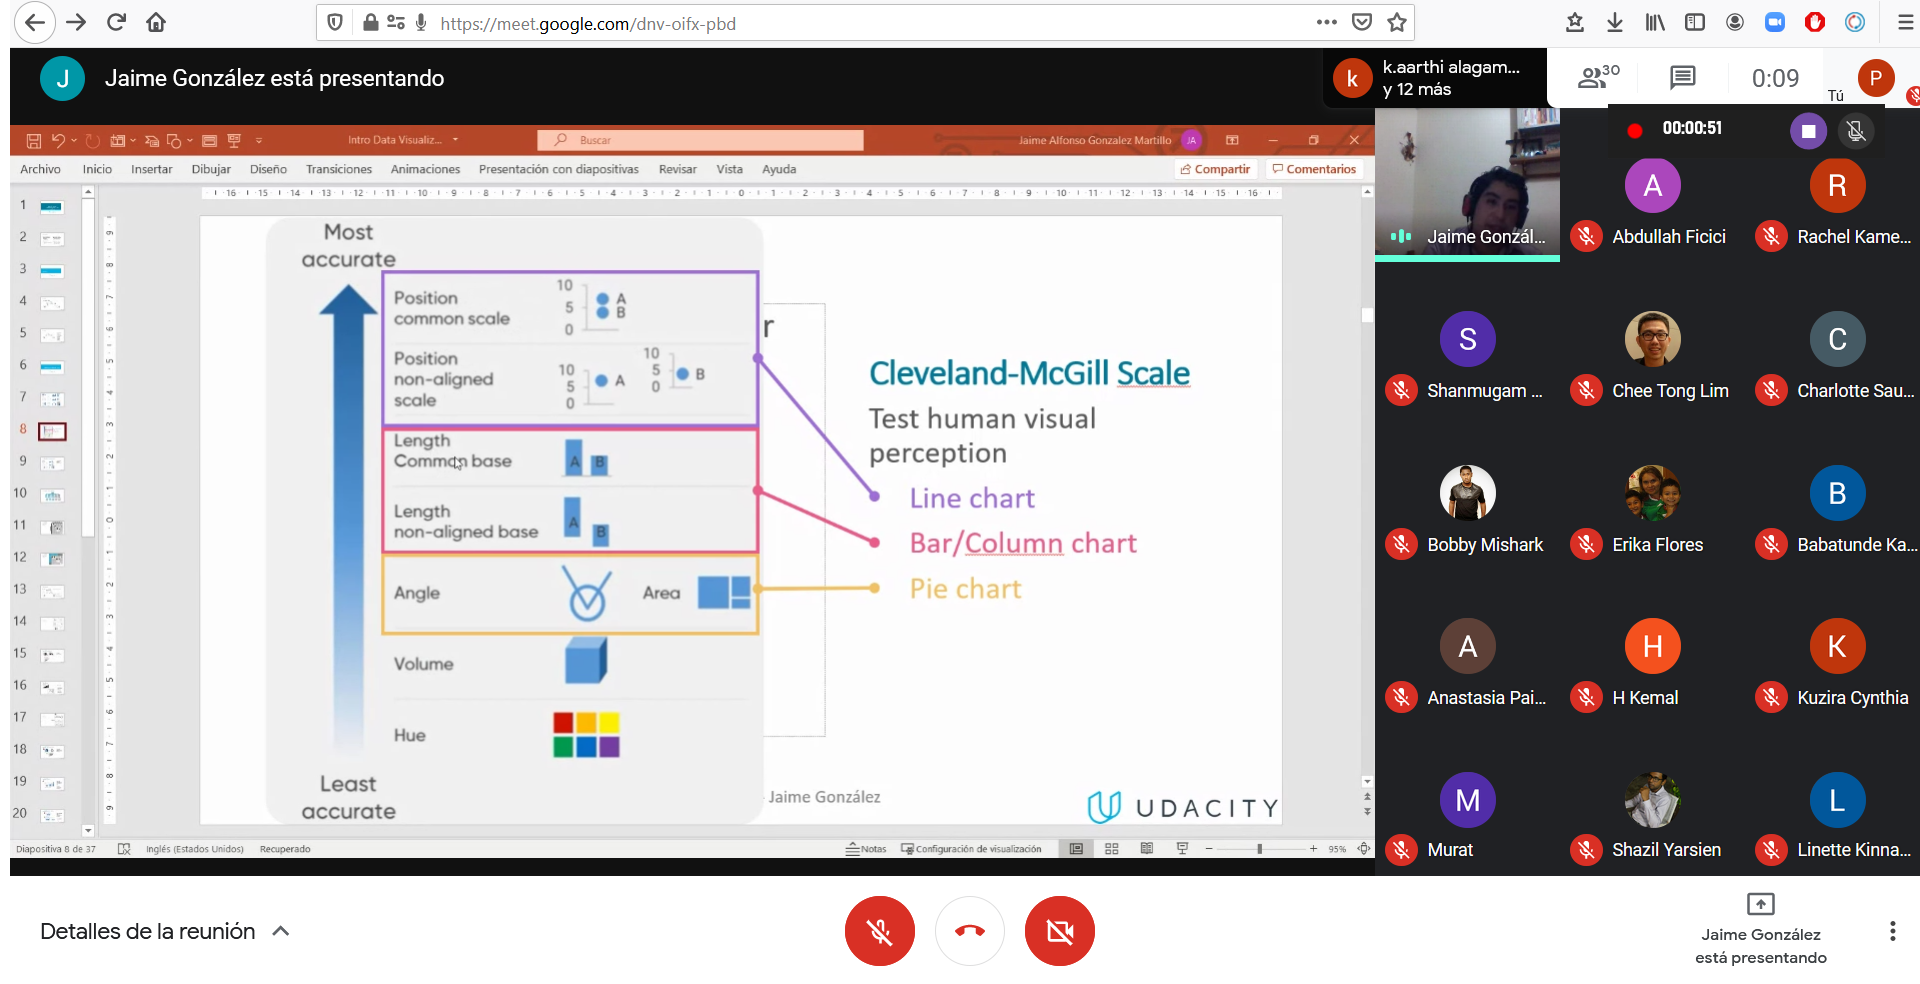 https://meet.google.com/dnv-oifx-pbd
J
Jaime González está presentando
k
k.aarthi alagam...
y 12 más
30
0:09
Tú
P
00:00:51
Intro Data Visualiz...
Buscar
Jaime Alfonso Gonzalez Martillo
JA
Archivo
Inicio
Insertar
Dibujar
Diseño
Transiciones
Animaciones
Presentación con diapositivas
Revisar
Vista
Ayuda
Compartir
Comentarios
1
2
3
4
5
6
7
8
9
10
11
12
13
14
15
16
17
18
19
20
Most
accurate
Position
common scale
10
5
0
A
B
Position
non-aligned
scale
10
5
0
A
10
5
0
B
Length
Common base
A
B
Length
non-aligned base
A
B
Angle
Area
Volume
Hue
Least
accurate
r
Cleveland-McGill Scale
Test human visual
perception
Line chart
Bar/Column chart
Pie chart
- Jaime González
UDACITY
Diapositiva 8 de 37
Inglés (Estados Unidos)
Recuperado
Notas
Configuración de visualización
95%
Jaime Gonzál...
A
Abdullah Ficici
R
Rachel Kame...
S
Shanmugam ...
Chee Tong Lim
C
Charlotte Sau...
Bobby Mishark
Erika Flores
B
Babatunde Ka...
A
Anastasia Pai...
H
H Kemal
K
Kuzira Cynthia
M
Murat
Shazil Yarsien
L
Linette Kinna...
Detalles de la reunión
Jaime González
está presentando